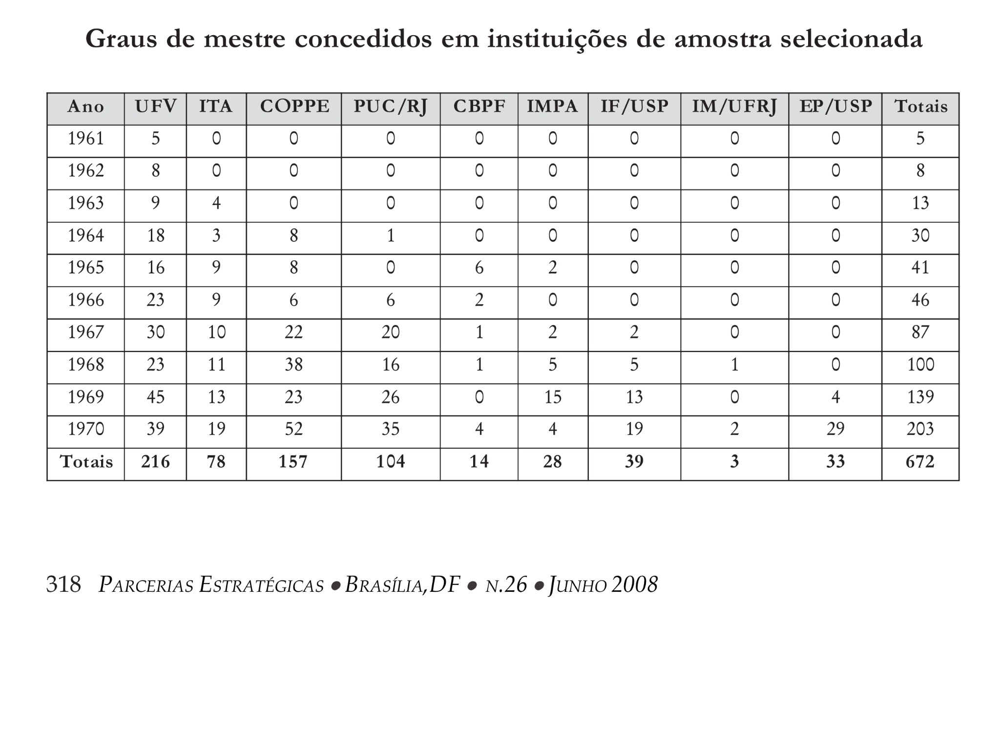 Graus de mestre concedidos em instituições de amostra selecionada
Ano UFV ITA COPPE PUC/RJ CBPF IMPA IF/USP IM/UFRJ EP/USP Totais
1961 5 0 0 0 0 0 0 0 0 5
1962 8 0 0 0 0 0 0 0 0 8
1963 9 4 0 0 0 0 0 0 0 13
1964 18 3 8 1 0 0 0 0 0 30
1965 16 9 8 0 6 2 0 0 0 41
1966 23 9 6 6 2 0 0 0 0 46
1967 30 10 22 20 1 2 2 0 0 87
1968 23 11 38 16 1 5 5 1 0 100
1969 45 13 23 26 0 15 13 0 4 139
1970 39 19 52 35 4 4 19 2 29 203
Totais 216 78 157 104 14 28 39 3 33 672
318 PARCERIAS ESTRATÉGICAS • BRASÍLIA,DF • N.26 • JUNHO 2008